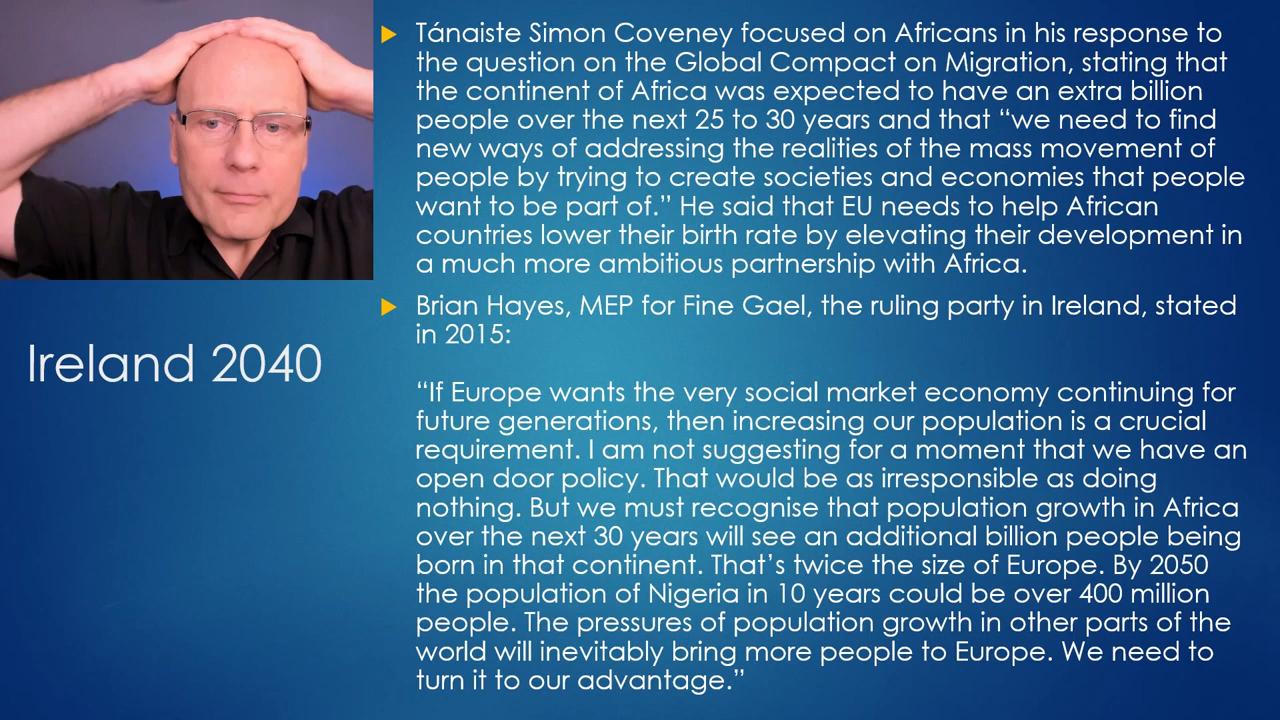 Tánaiste Simon Coveney focused on Africans in his response to
the question on the Global Compact on Migration, stating that
the continent of Africa was expected to have an extra billion
people over the next 25 to 30 years and that “we need to find
new ways of addressing the realities of the mass movement of
people by trying to create societies and economies that people
want to be part of.” He said that EU needs to help African
countries lower their birth rate by elevating their development in
a much more ambitious partnership with Africa.
Brian Hayes, MEP for Fine Gael, the ruling party in Ireland, stated
in 2015:
Ireland 2040
“If Europe wants the very social market economy continuing for
future generations, then increasing our population is a crucial
requirement. I am not suggesting for a moment that we have an
open door policy. That would be as irresponsible as doing
nothing. But we must recognise that population growth in Africa
over the next 30 years will see an additional billion people being
born in that continent. That’s twice the size of Europe. By 2050
the population of Nigeria in 10 years could be over 400 million
people. The pressures of population growth in other parts of the
world will inevitably bring more people to Europe. We need to
turn it to our advantage.”